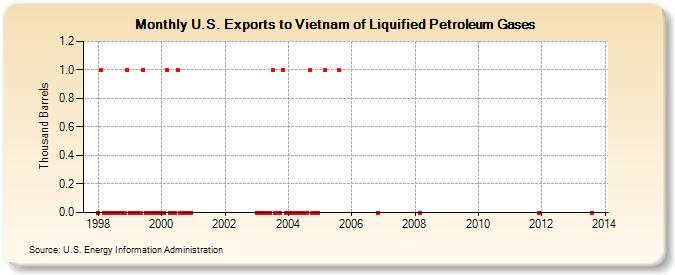 Monthly U.S. Exports to Vietnam of Liquified Petroleum Gases
Thousand Barrels
1.2
1.0
0.8
0.6
0.4
0.2
0.0
1998 2000 2002 2004 2006 2008 2010 2012 2014
Source: U.S. Energy Information Administration